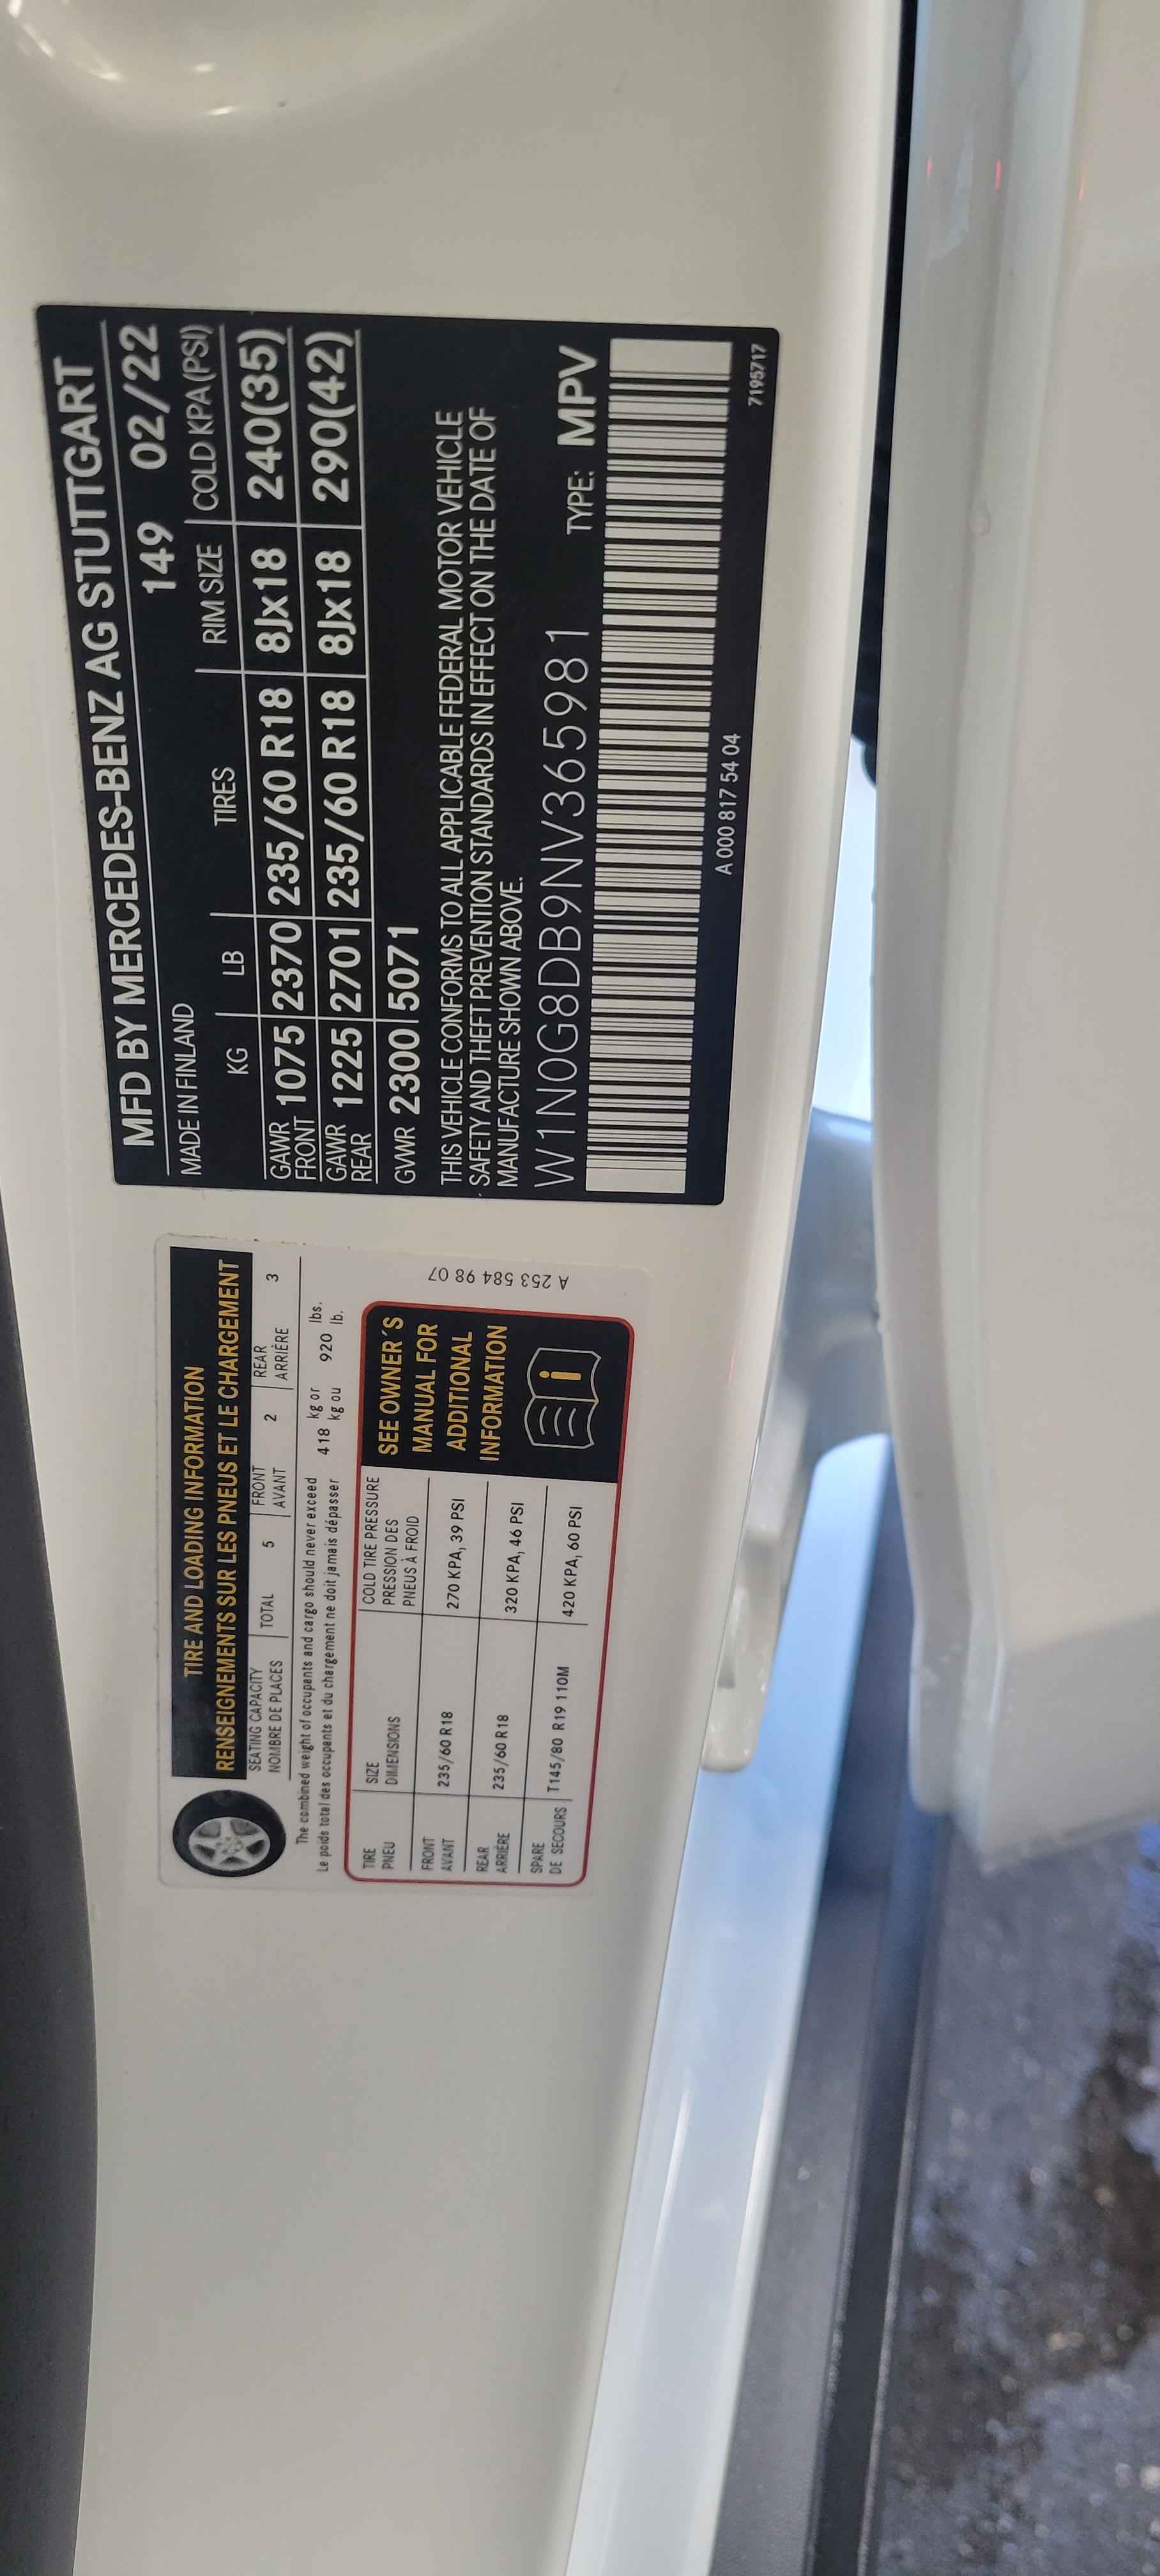 MFD BY MERCEDES-BENZ AG STUTTGART
MADE IN FINLAND 149 02/22
KG LB TIRES RIM SIZE COLD KPA(PSI)
GAWR FRONT 1075 2370 235/60 R18 8Jx18 240(35)
GAWR REAR 1225 2701 235/60 R18 8Jx18 290(42)
GVWR 2300 5071
THIS VEHICLE CONFORMS TO ALL APPLICABLE FEDERAL MOTOR VEHICLE
SAFETY AND THEFT PREVENTION STANDARDS IN EFFECT ON THE DATE OF
MANUFACTURE SHOWN ABOVE.
W1N0G8DB9NV365981 TYPE: MPV
A 000 817 54 04 7195717
TIRE AND LOADING INFORMATION
RENSEIGNEMENTS SUR LES PNEUS ET LE CHARGEMENT
SEATING CAPACITY TOTAL 5 FRONT 2 REAR 3
NOMBRE DE PLACES AVANT ARRIÈRE
The combined weight of occupants and cargo should never exceed 418 kg or 920 lbs.
Le poids total des occupants et du chargement ne doit jamais dépasser kg ou lb.
TIRE SIZE COLD TIRE PRESSURE
PNEU DIMENSIONS PRESSION DES
PNEUS À FROID
FRONT 235/60 R18 270 KPA, 39 PSI
AVANT
REAR 235/60 R18 320 KPA, 46 PSI
ARRIÈRE
SPARE T145/80 R19 110M 420 KPA, 60 PSI
DE SECOURS
SEE OWNER´S
MANUAL FOR
ADDITIONAL
INFORMATION
A 253 584 98 07